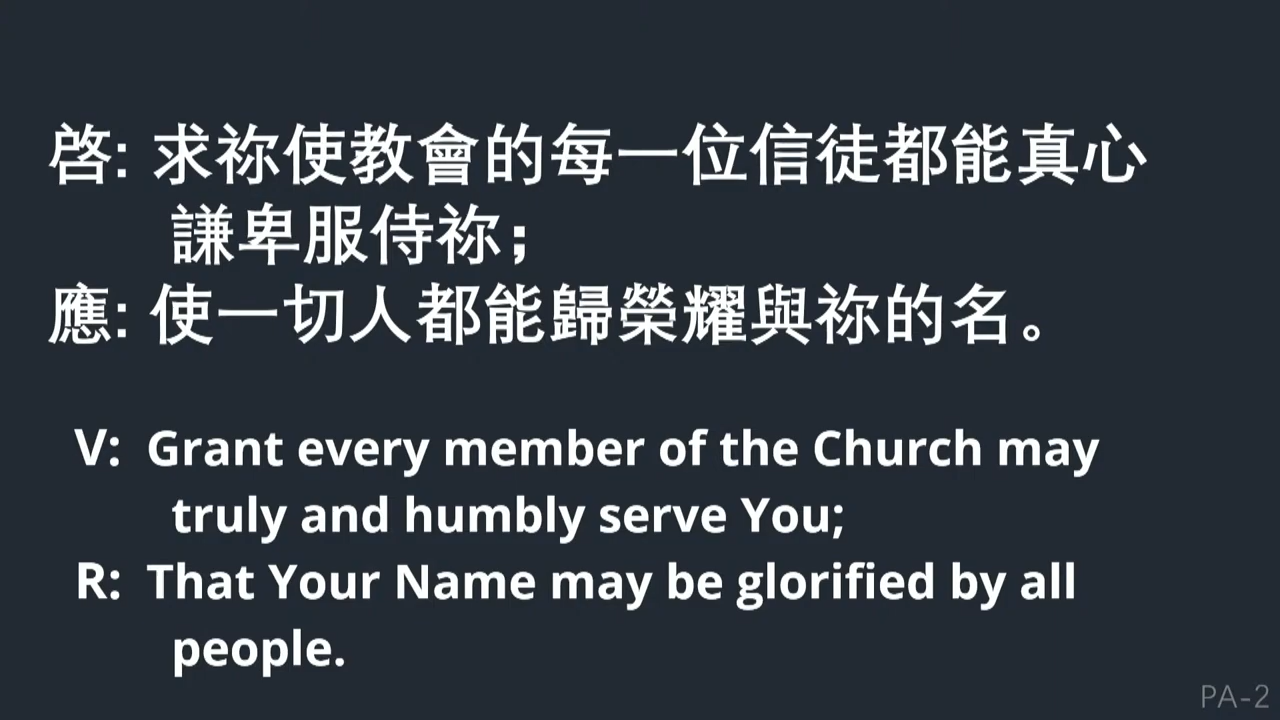 啓: 求祢使教會的每一位信徒都能真心
謙卑服侍祢；
應: 使一切人都能歸榮耀與祢的名。
V: Grant every member of the Church may
truly and humbly serve You;
R: That Your Name may be glorified by all
people.
PA-2